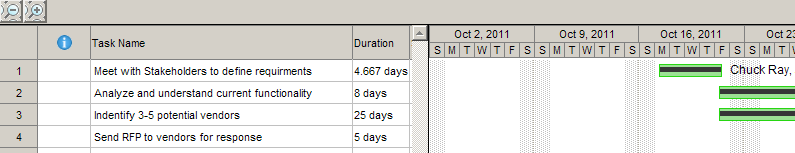 Oct 2, 2011 Oct 9, 2011 Oct 16, 2011 Oct 23
Task Name Duration S M T W T F S S M T W T F S S M T W T F S S M T
1 Meet with Stakeholders to define requirments 4.667 days Chuck Ray,
2 Analyze and understand current functionality 8 days
3 Indentify 3-5 potential vendors 25 days
4 Send RFP to vendors for response 5 days